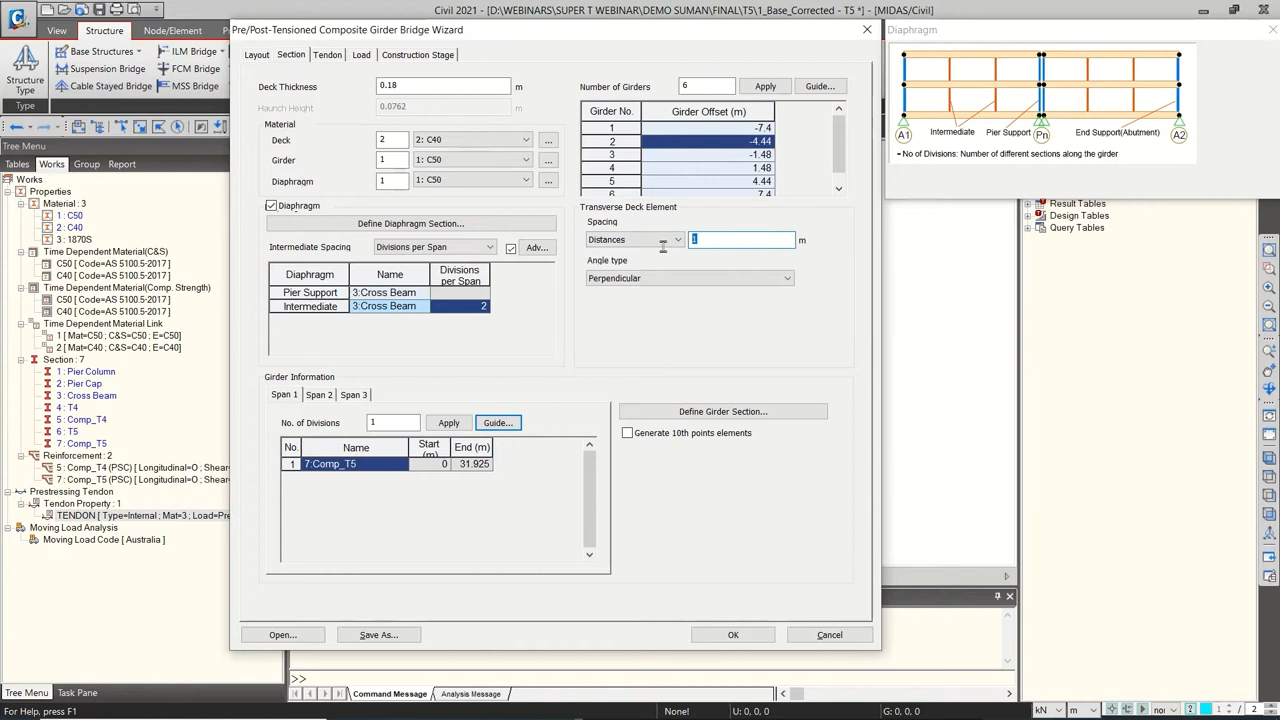 Civil 2021 - [D:\WEBINARS\SUPER T WEBINAR\DEMO SUMAN\FINAL\T5\1_Base_Corrected - T5 *] - [MIDAS/Civil]
View Structure Node/Element
Structure Type
Type
Base Structures ILM Bridge
Suspension Bridge FCM Bridge
Cable Stayed Bridge MSS Bridge
Tree Menu
Tables Works Group Report
Works
Properties
Material : 3
1 : C50
2 : C40
3 : 1870S
Time Dependent Material(C&S)
C50 [ Code=AS 5100.5-2017 ]
C40 [ Code=AS 5100.5-2017 ]
Time Dependent Material(Comp. Strength)
C50 [ Code=AS 5100.5-2017 ]
C40 [ Code=AS 5100.5-2017 ]
Time Dependent Material Link
1 [ Mat=C50 ; C&S=C50 ; E=C50 ]
2 [ Mat=C40 ; C&S=C40 ; E=C40 ]
Section : 7
1 : Pier Column
2 : Pier Cap
3 : Cross Beam
4 : T4
5 : Comp_T4
6 : T5
7 : Comp_T5
Reinforcement : 2
5 : Comp_T4 (PSC) [ Longitudinal=O ; Shear
7 : Comp_T5 (PSC) [ Longitudinal=O ; Shear
Prestressing Tendon
Tendon Property : 1
TENDON [ Type=Internal ; Mat=3 ; Load=Pre
Moving Load Analysis
Moving Load Code [ Australia ]
Tree Menu Task Pane
Pre/Post-Tensioned Composite Girder Bridge Wizard
Layout Section Tendon Load Construction Stage
Deck Thickness 0.18 m
Haunch Height 0.0762 m
Material
Deck 2 2: C40 ...
Girder 1 1: C50 ...
Diaphragm 1 1: C50 ...
Diaphragm
Define Diaphragm Section...
Intermediate Spacing Divisions per Span Adv...
Diaphragm Name Divisions per Span
Pier Support 3:Cross Beam
Intermediate 3:Cross Beam 2
Number of Girders 6 Apply Guide...
Girder No. Girder Offset (m)
1 -7.4
2 -4.44
3 -1.48
4 1.48
5 4.44
6 7.4
Transverse Deck Element
Spacing
Distances 1 m
Angle type
Perpendicular
Girder Information
Span 1 Span 2 Span 3
No. of Divisions 1 Apply Guide...
No. Name Start (m) End (m)
1 7:Comp_T5 0 31.925
Define Girder Section...
Generate 10th points elements
Open... Save As... OK Cancel
Diaphragm
Intermediate Pier Support End Support(Abutment)
A1 Pn A2
No of Divisions: Number of different sections along the girder
Result Tables
Design Tables
Query Tables
>>
Command Message Analysis Message
For Help, press F1 None! U: 0, 0, 0 G: 0, 0, 0 kN m nor ? 1 / 2